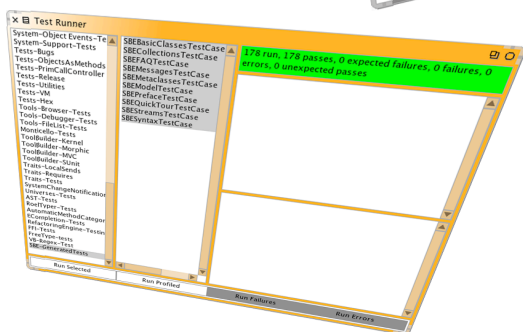 Test Runner
System-Object Events-Te
System-Support-Tests
Tests-Bugs
Tests-ObjectsAsMethods
Tests-PrimCallController
Tests-Release
Tests-Utilities
Tests-VM
Tests-Hex
Tools-Browser-Tests
Tools-Debugger-Tests
Tools-FileList-Tests
Monticello-Tests
ToolBuilder-Kernel
ToolBuilder-Morphic
ToolBuilder-MVC
ToolBuilder-SUnit
Traits-LocalSends
Traits-Requires
Traits-Tests
SystemChangeNotification
Universes-Tests
AST-Tests
RoelTyper-Tests
AutomaticMethodCategor
ECompletion-Tests
RefactoringEngine-Testin
FFI-Tests
FreeType-tests
VB-Regex-Test
SBE-GeneratedTests
SBEBasicClassesTestCase
SBECollectionsTestCase
SBEFAQTestCase
SBEMessagesTestCase
SBEMetaclassesTestCase
SBEModelTestCase
SBEPrefaceTestCase
SBEQuickTourTestCase
SBEStreamsTestCase
SBESyntaxTestCase
178 run, 178 passes, 0 expected failures, 0 failures, 0
errors, 0 unexpected passes
Run Selected
Run Profiled
Run Failures
Run Errors